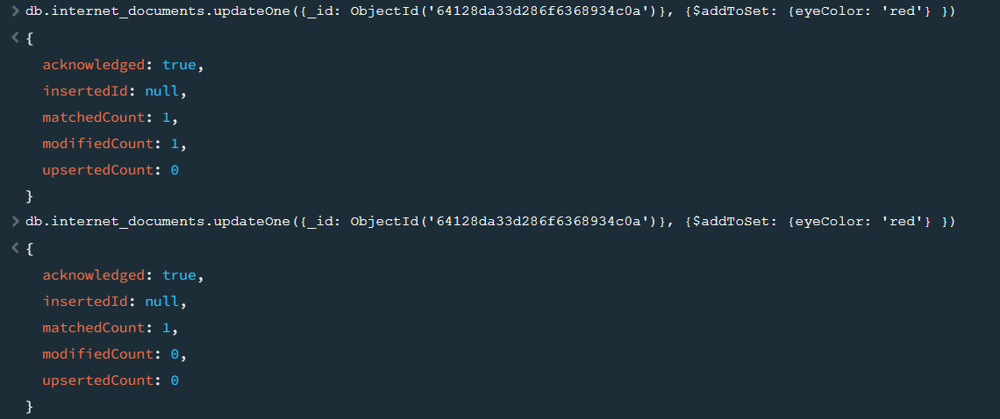 > db.internet_documents.updateOne({_id: ObjectId('64128da33d286f6368934c0a')}, {$addToSet: {eyeColor: 'red'} })
< {
acknowledged: true,
insertedId: null,
matchedCount: 1,
modifiedCount: 1,
upsertedCount: 0
}
> db.internet_documents.updateOne({_id: ObjectId('64128da33d286f6368934c0a')}, {$addToSet: {eyeColor: 'red'} })
< {
acknowledged: true,
insertedId: null,
matchedCount: 1,
modifiedCount: 0,
upsertedCount: 0
}